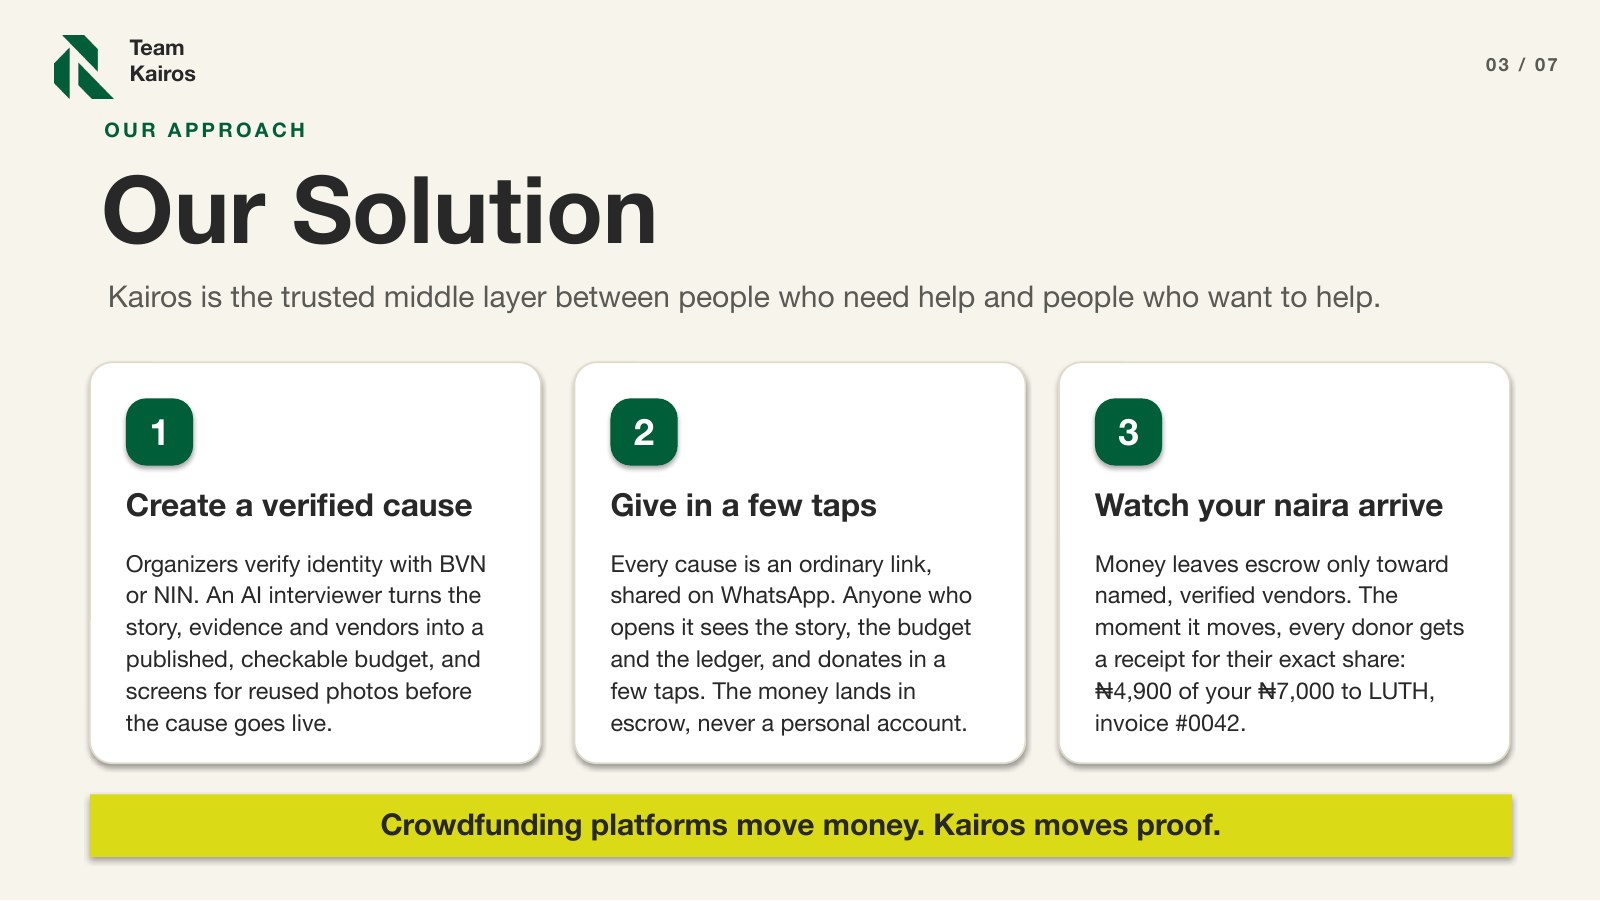 Team
Kairos
03 / 07
OUR APPROACH
Our Solution
Kairos is the trusted middle layer between people who need help and people who want to help.
1
Create a verified cause
Organizers verify identity with BVN
or NIN. An AI interviewer turns the
story, evidence and vendors into a
published, checkable budget, and
screens for reused photos before
the cause goes live.
2
Give in a few taps
Every cause is an ordinary link,
shared on WhatsApp. Anyone who
opens it sees the story, the budget
and the ledger, and donates in a
few taps. The money lands in
escrow, never a personal account.
3
Watch your naira arrive
Money leaves escrow only toward
named, verified vendors. The
moment it moves, every donor gets
a receipt for their exact share:
₦4,900 of your ₦7,000 to LUTH,
invoice #0042.
Crowdfunding platforms move money. Kairos moves proof.